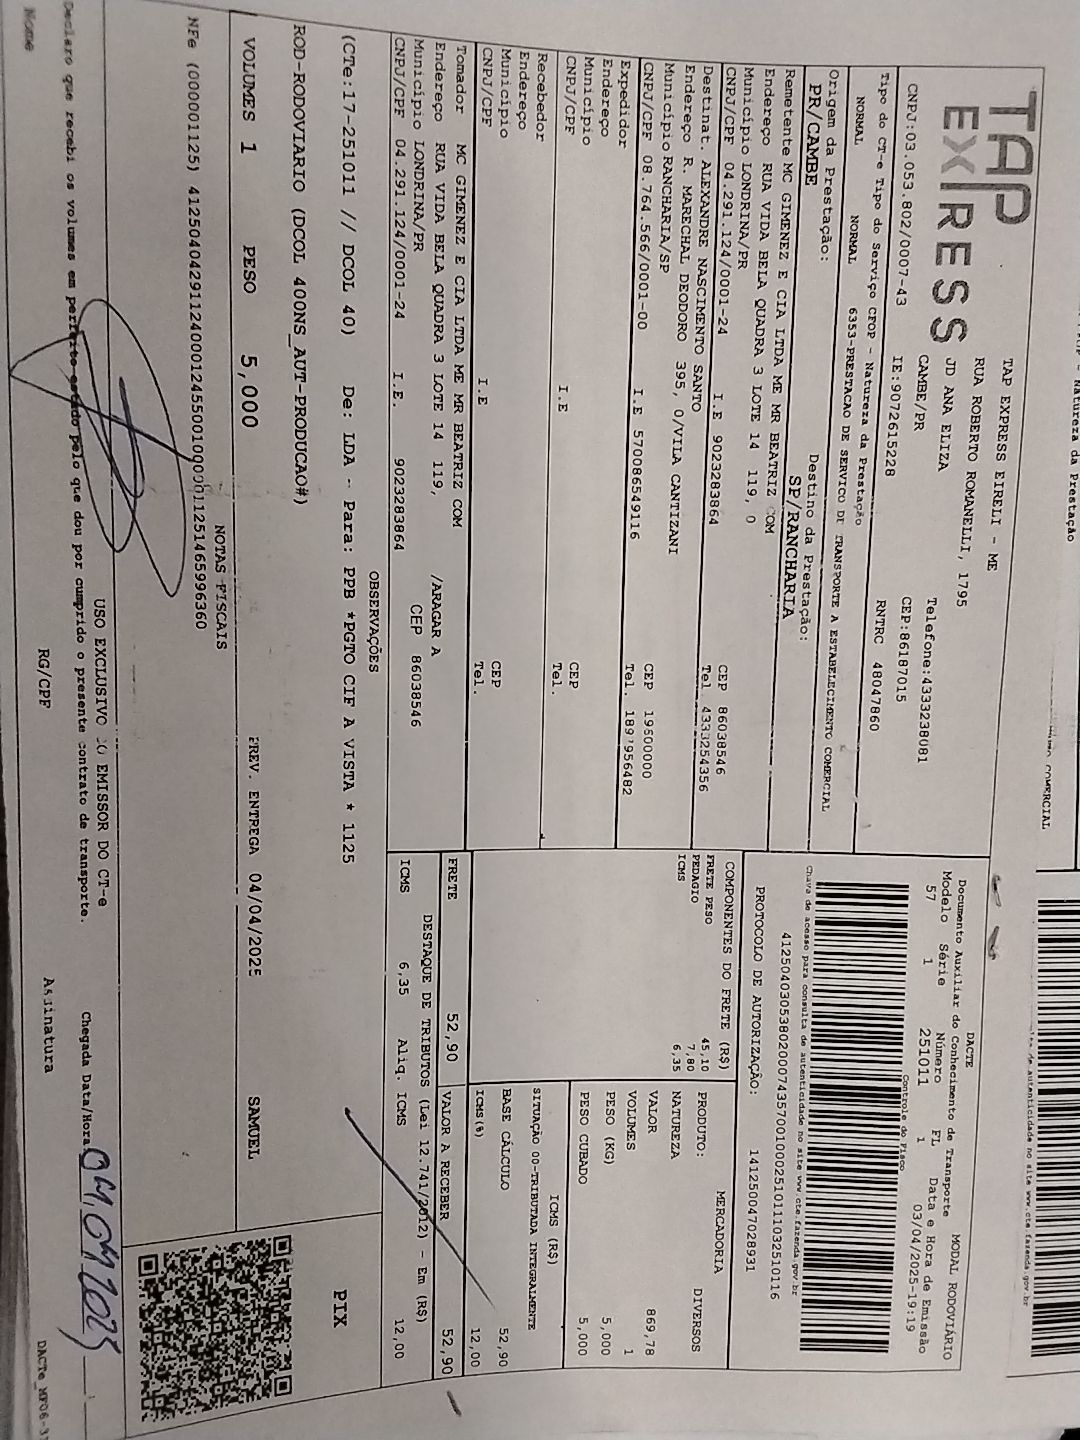 TAP
EXPRESS
TAP EXPRESS EIRELI - ME
RUA ROBERTO ROMANELLI, 1795
JD ANA ELIZA
CAMBE/PR
Telefone:4333238081
CEP:86187015
CNPJ:03.053.802/0007-43
IE:9072615228
RNTRC 48047860
Tipo do CT-e Tipo do Serviço CFOP - Natureza da Prestação
NORMAL NORMAL 6353-PRESTACAO DE SERVICO DE TRANSPORTE A ESTABELECIMENTO COMERCIAL
Origem da Prestação: Destino da Prestação:
PR/CAMBE SP/RANCHARIA
Remetente MC GIMENEZ E CIA LTDA ME MR BEATRIZ COM
Endereço RUA VIDA BELA QUADRA 3 LOTE 14 119, 0
Município LONDRINA/PR CEP 86038546
CNPJ/CPF 04.291.124/0001-24 I.E 9023283864 Tel 4333254356
Destinat. ALEXANDRE NASCIMENTO SANTO
Endereço R. MARECHAL DEODORO 395, 0/VILA CANTIZANI
Município RANCHARIA/SP CEP 19600000
CNPJ/CPF 08.764.566/0001-00 I.E 570086549116 Tel.
Expedidor
Endereço
Município CEP
CNPJ/CPF I.E Tel.
Recebedor
Endereço
Município CEP
CNPJ/CPF I.E Tel.
Tomador MC GIMENEZ E CIA LTDA ME MR BEATRIZ COM
Endereço RUA VIDA BELA QUADRA 3 LOTE 14 119, /ARAGAR A
Município LONDRINA/PR CEP 86038546
CNPJ/CPF 04.291.124/0001-24 I.E. 9023283864
DACTE MODAL RODOVIÁRIO
Documento Auxiliar do Conhecimento de Transporte
Modelo Série Número FL Data e Hora de Emissão
57 1 251011 1 03/04/2025-19:19
Controle do Fisco
Chave de acesso para consulta de autenticidade no site www.cte.fazenda.gov.br
41250403053802000743570010002510111032510116
PROTOCOLO DE AUTORIZAÇÃO: 141250047028931
COMPONENTES DO FRETE (R$)
FRETE PESO 45,10
PEDAGIO 7,80
ICMS 6,35
MERCADORIA
PRODUTO: DIVERSOS
NATUREZA
VALOR 869,78
VOLUMES 1
PESO (KG) 5,000
PESO CUBADO 5,000
ICMS (R$)
SITUAÇÃO 00-TRIBUTADA INTEGRALMENTE
BASE CÁLCULO 52,90
ICMS(%) 12,00
FRETE 52,90 VALOR A RECEBER 52,90
DESTAQUE DE TRIBUTOS (Lei 12.741/2012) - Em (R$)
ICMS 6,35 Aliq. ICMS 12,00
OBSERVAÇÕES
(CTe:17-251011 // DCOL 40) De: LDA - Para: PPB *PGTO CIF A VISTA * 1125
PIX
ROD-RODOVIARIO (DCOL 400NS_AUT-PRODUCAO#)
VOLUMES 1 PESO 5,000 PREV. ENTREGA 04/04/2025 SAMUEL
NOTAS FISCAIS
NFe (000001125) 41250404291124000124550010000011251465996360
USO EXCLUSIVO DO EMISSOR DO CT-e
Declaro que recebi os volumes em perfeito estado pelo que dou por cumprido o presente contrato de transporte. Chegada Data/Hora 04.04.2025
Nome RG/CPF Assinatura